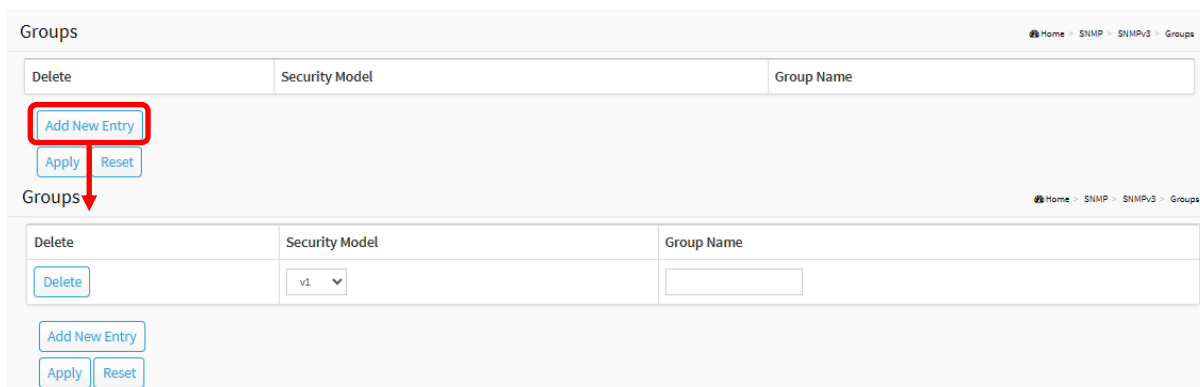 Groups
Home > SNMP > SNMPv3 > Groups
Delete Security Model Group Name
Add New Entry
Apply Reset
Groups
Home > SNMP > SNMPv3 > Groups
Delete Security Model Group Name
Delete v1
Add New Entry
Apply Reset